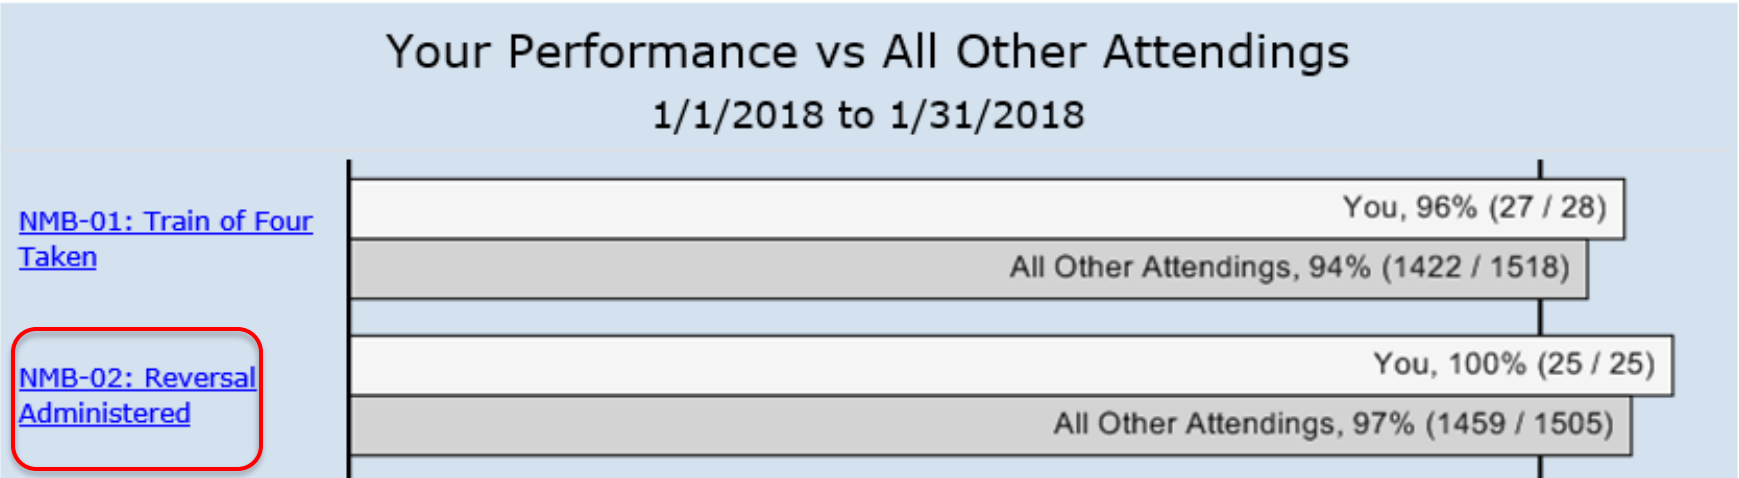 Your Performance vs All Other Attendings
1/1/2018 to 1/31/2018
NMB-01: Train of Four
Taken
You, 96% (27 / 28)
All Other Attendings, 94% (1422 / 1518)
NMB-02: Reversal
Administered
You, 100% (25 / 25)
All Other Attendings, 97% (1459 / 1505)